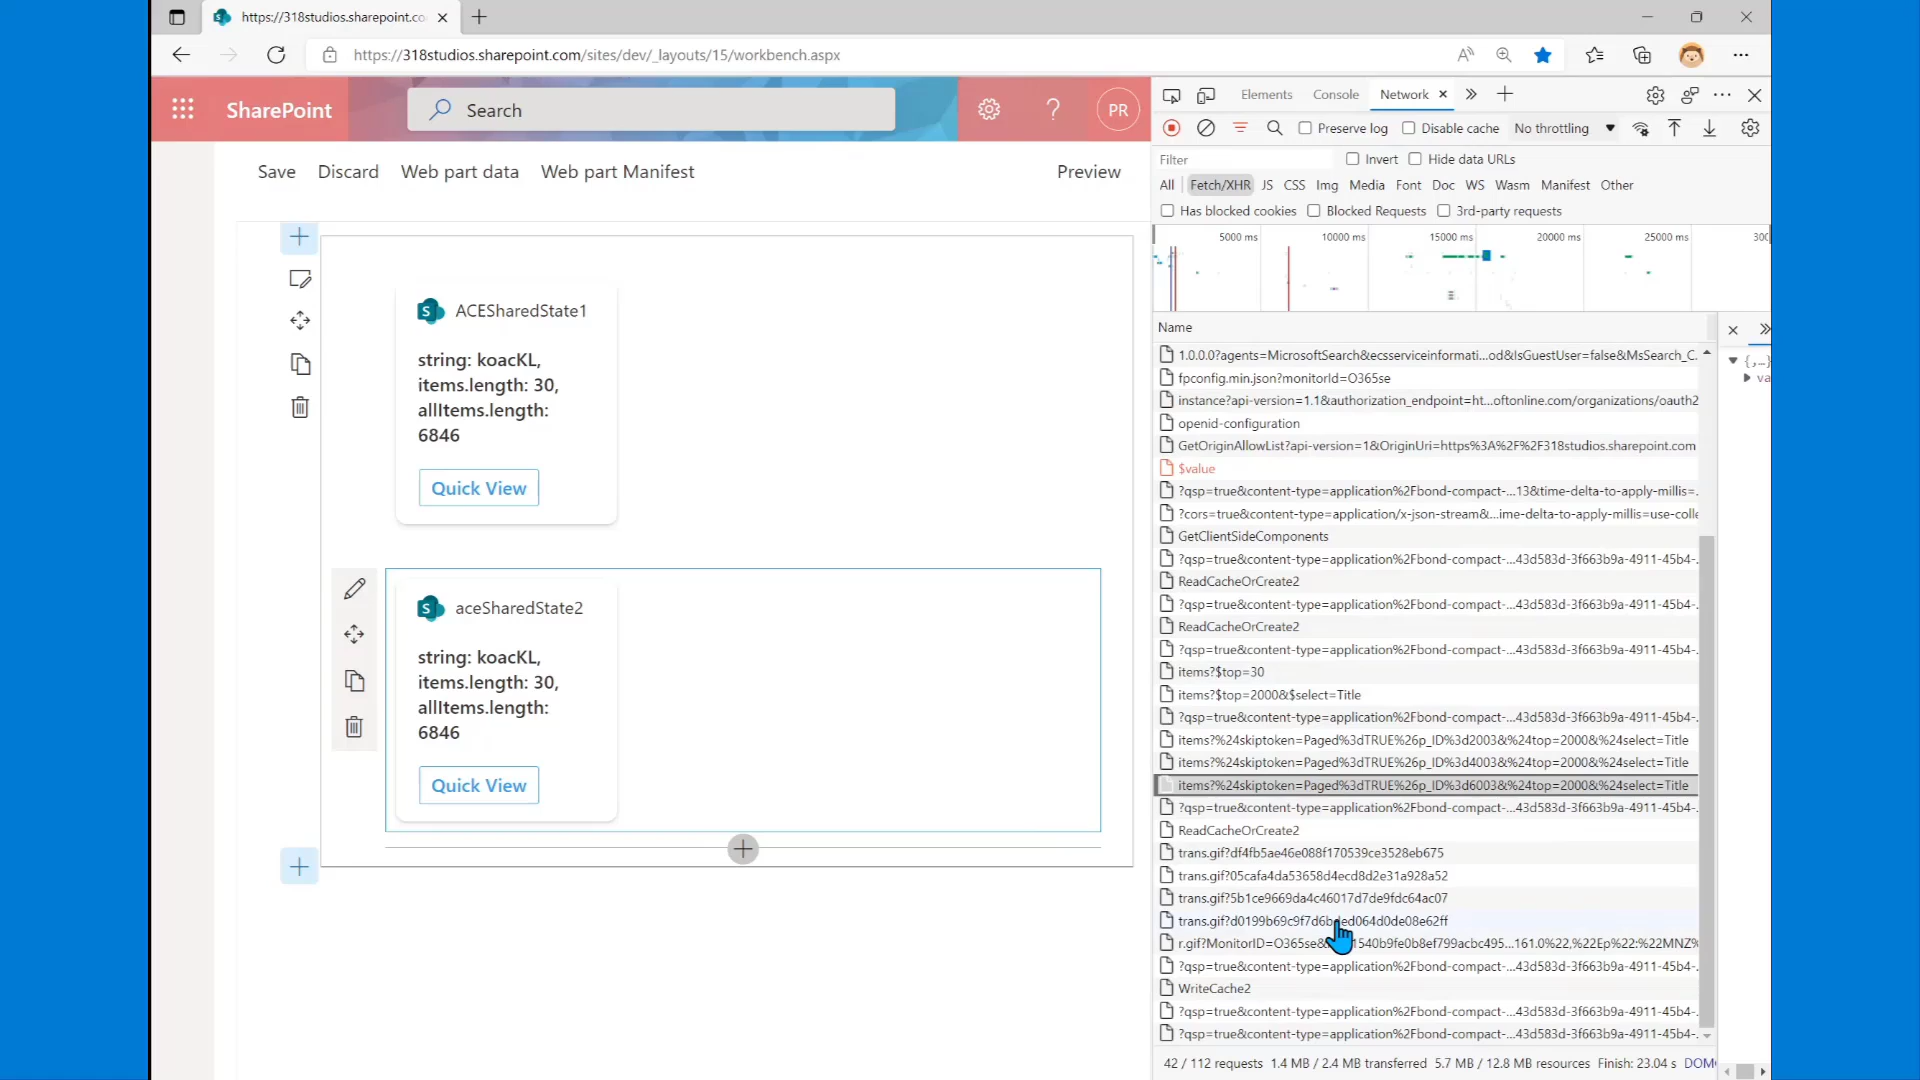 https://318studios.sharepoint.co
https://318studios.sharepoint.com/sites/dev/_layouts/15/workbench.aspx
SharePoint
Search
PR
Save Discard Web part data Web part Manifest Preview
ACESharedState1
string: koacKL,
items.length: 30,
allItems.length:
6846
Quick View
aceSharedState2
string: koacKL,
items.length: 30,
allItems.length:
6846
Quick View
Elements Console Network
Preserve log Disable cache No throttling
Filter Invert Hide data URLs
All Fetch/XHR JS CSS Img Media Font Doc WS Wasm Manifest Other
Has blocked cookies Blocked Requests 3rd-party requests
5000 ms 10000 ms 15000 ms 20000 ms 25000 ms 300
Name
1.0.0.0?agents=MicrosoftSearch&ecsserviceinformati...od&IsGuestUser=false&MsSearch_C.
fpconfig.min.json?monitorId=O365se
instance?api-version=1.1&authorization_endpoint=ht...oftonline.com/organizations/oauth2
openid-configuration
GetOriginAllowList?api-version=1&OriginUri=https%3A%2F%2F318studios.sharepoint.com
$value
?qsp=true&content-type=application%2Fbond-compact-...13&time-delta-to-apply-millis=.
?cors=true&content-type=application/x-json-stream&...ime-delta-to-apply-millis=use-colle
GetClientSideComponents
?qsp=true&content-type=application%2Fbond-compact-...43d583d-3f663b9a-4911-45b4-.
ReadCacheOrCreate2
?qsp=true&content-type=application%2Fbond-compact-...43d583d-3f663b9a-4911-45b4-.
ReadCacheOrCreate2
?qsp=true&content-type=application%2Fbond-compact-...43d583d-3f663b9a-4911-45b4-.
items?$top=30
items?$top=2000&$select=Title
?qsp=true&content-type=application%2Fbond-compact-...43d583d-3f663b9a-4911-45b4-.
items?%24skiptoken=Paged%3dTRUE%26p_ID%3d2003&%24top=2000&%24select=Title
items?%24skiptoken=Paged%3dTRUE%26p_ID%3d4003&%24top=2000&%24select=Title
items?%24skiptoken=Paged%3dTRUE%26p_ID%3d6003&%24top=2000&%24select=Title
?qsp=true&content-type=application%2Fbond-compact-...43d583d-3f663b9a-4911-45b4-.
ReadCacheOrCreate2
trans.gif?df4fb5ae46e088f170539ce3528eb675
trans.gif?05cafa4da53658d4ecd8d2e31a928a52
trans.gif?5b1ce9669da4c46017d7de9fdc64ac07
r.gif?MonitorID=O365se& 1540b9fe0b8ef799acbc495...161.0%22,%22Ep%22:%22MNZ%
?qsp=true&content-type=application%2Fbond-compact-...43d583d-3f663b9a-4911-45b4-.
WriteCache2
?qsp=true&content-type=application%2Fbond-compact-...43d583d-3f663b9a-4911-45b4-.
?qsp=true&content-type=application%2Fbond-compact-...43d583d-3f663b9a-4911-45b4-.
{,...}
va
42 / 112 requests 1.4 MB / 2.4 MB transferred 5.7 MB / 12.8 MB resources Finish: 23.04 s DOM